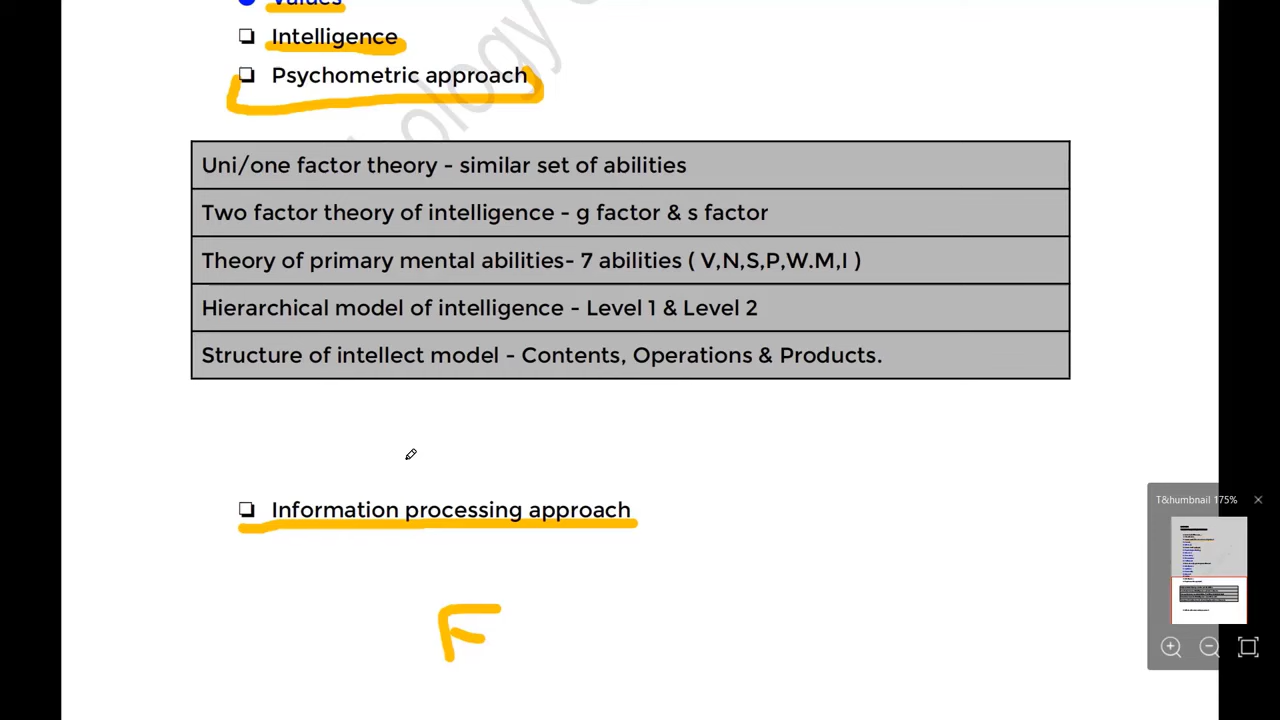 Values
Intelligence
Psychometric approach
ology
Uni/one factor theory - similar set of abilities
Two factor theory of intelligence - g factor & s factor
Theory of primary mental abilities- 7 abilities ( V,N,S,P,W.M,I )
Hierarchical model of intelligence - Level 1 & Level 2
Structure of intellect model - Contents, Operations & Products.
Information processing approach
F
T&humbnail 175%